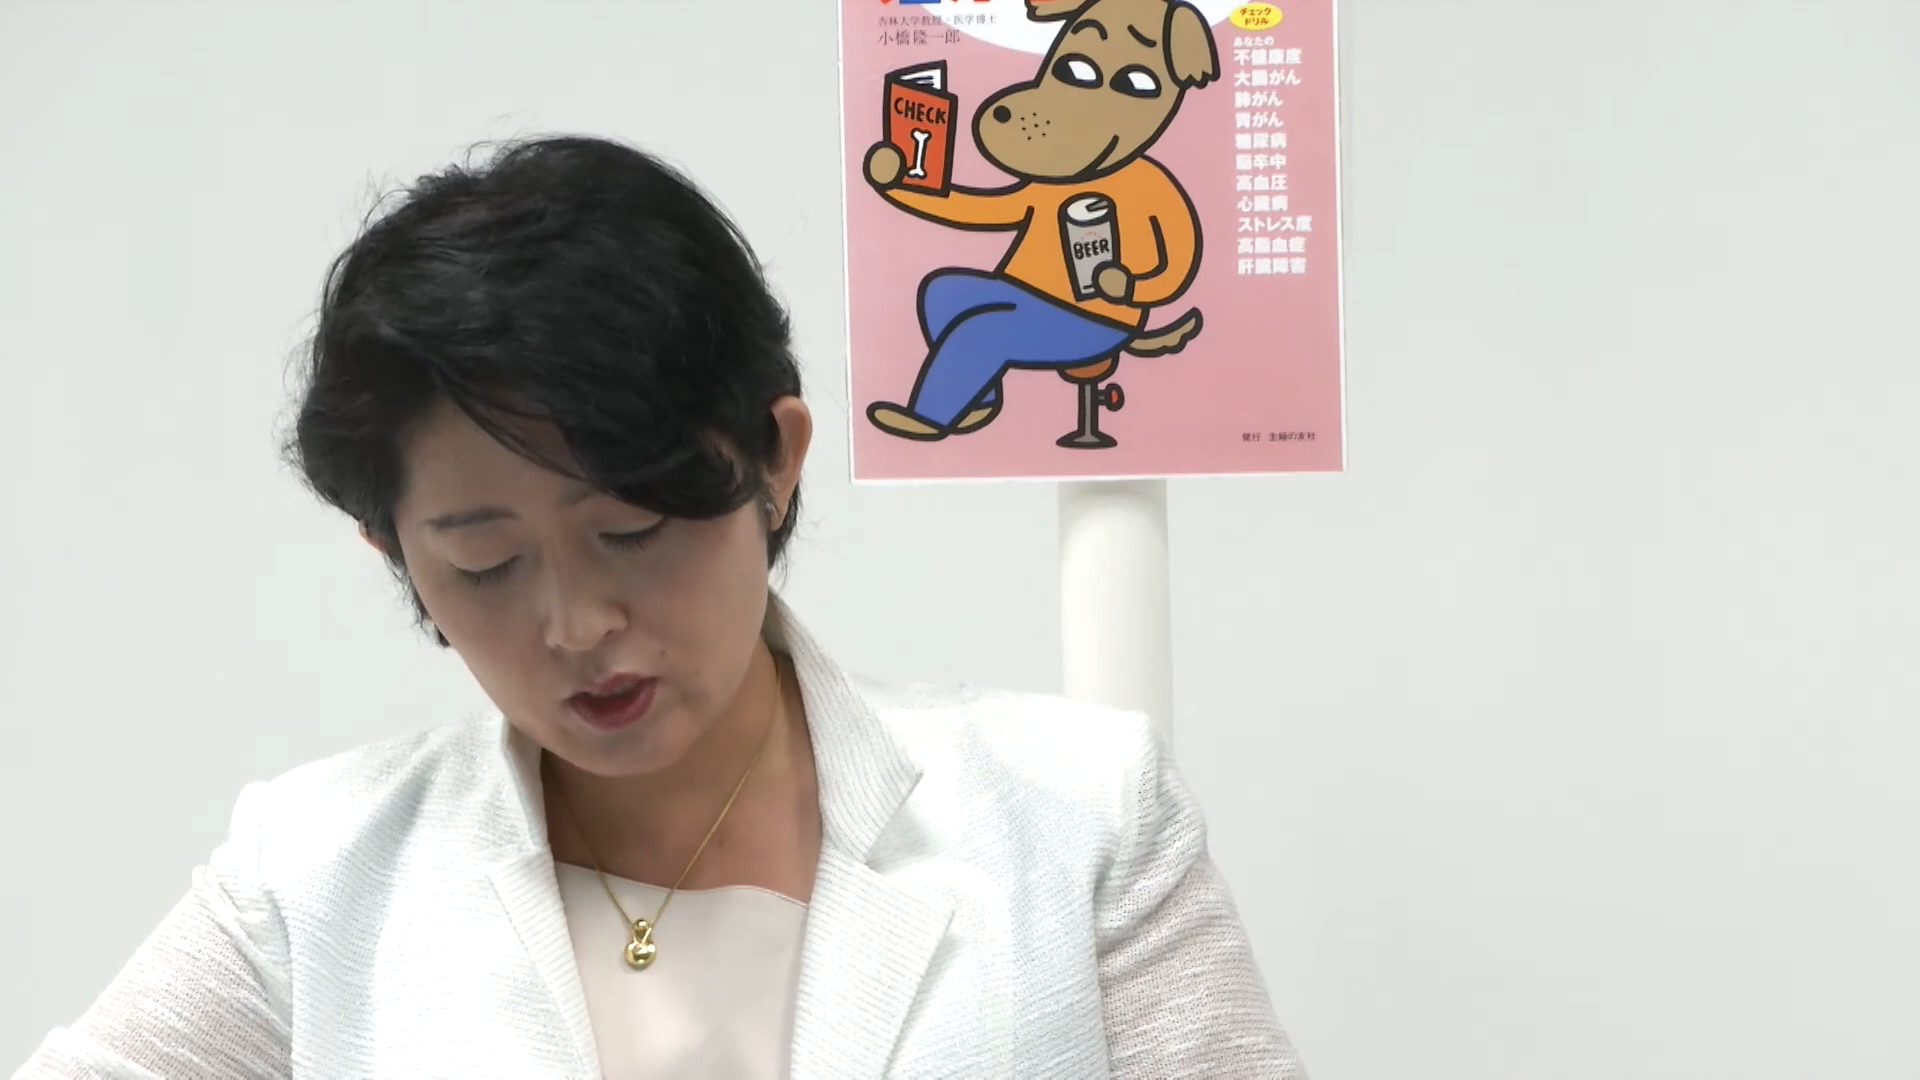 杏林大学教授・医学博士
小橋隆一郎
チェック
ドリル
あなたの
不健康度
大腸がん
肺がん
胃がん
糖尿病
脳卒中
高血圧
心臓病
ストレス度
高脂血症
肝臓障害
CHECK
BEER
発行 主婦の友社